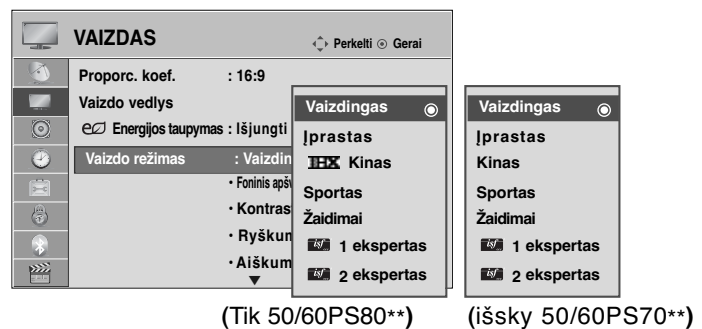 VAIZDAS
Perkelti Gerai
Proporc. koef. : 16:9
Vaizdo vedlys
eco Energijos taupymas : Išjungti
Vaizdo režimas : Vaizdin
• Foninis apšv
• Kontras
• Ryškum
• Aiškum
Vaizdingas
Įprastas
THX Kinas
Sportas
Žaidimai
isf 1 ekspertas
isf 2 ekspertas
(Tik 50/60PS80**)
Vaizdingas
Įprastas
Kinas
Sportas
Žaidimai
isf 1 ekspertas
isf 2 ekspertas
(išsky 50/60PS70**)